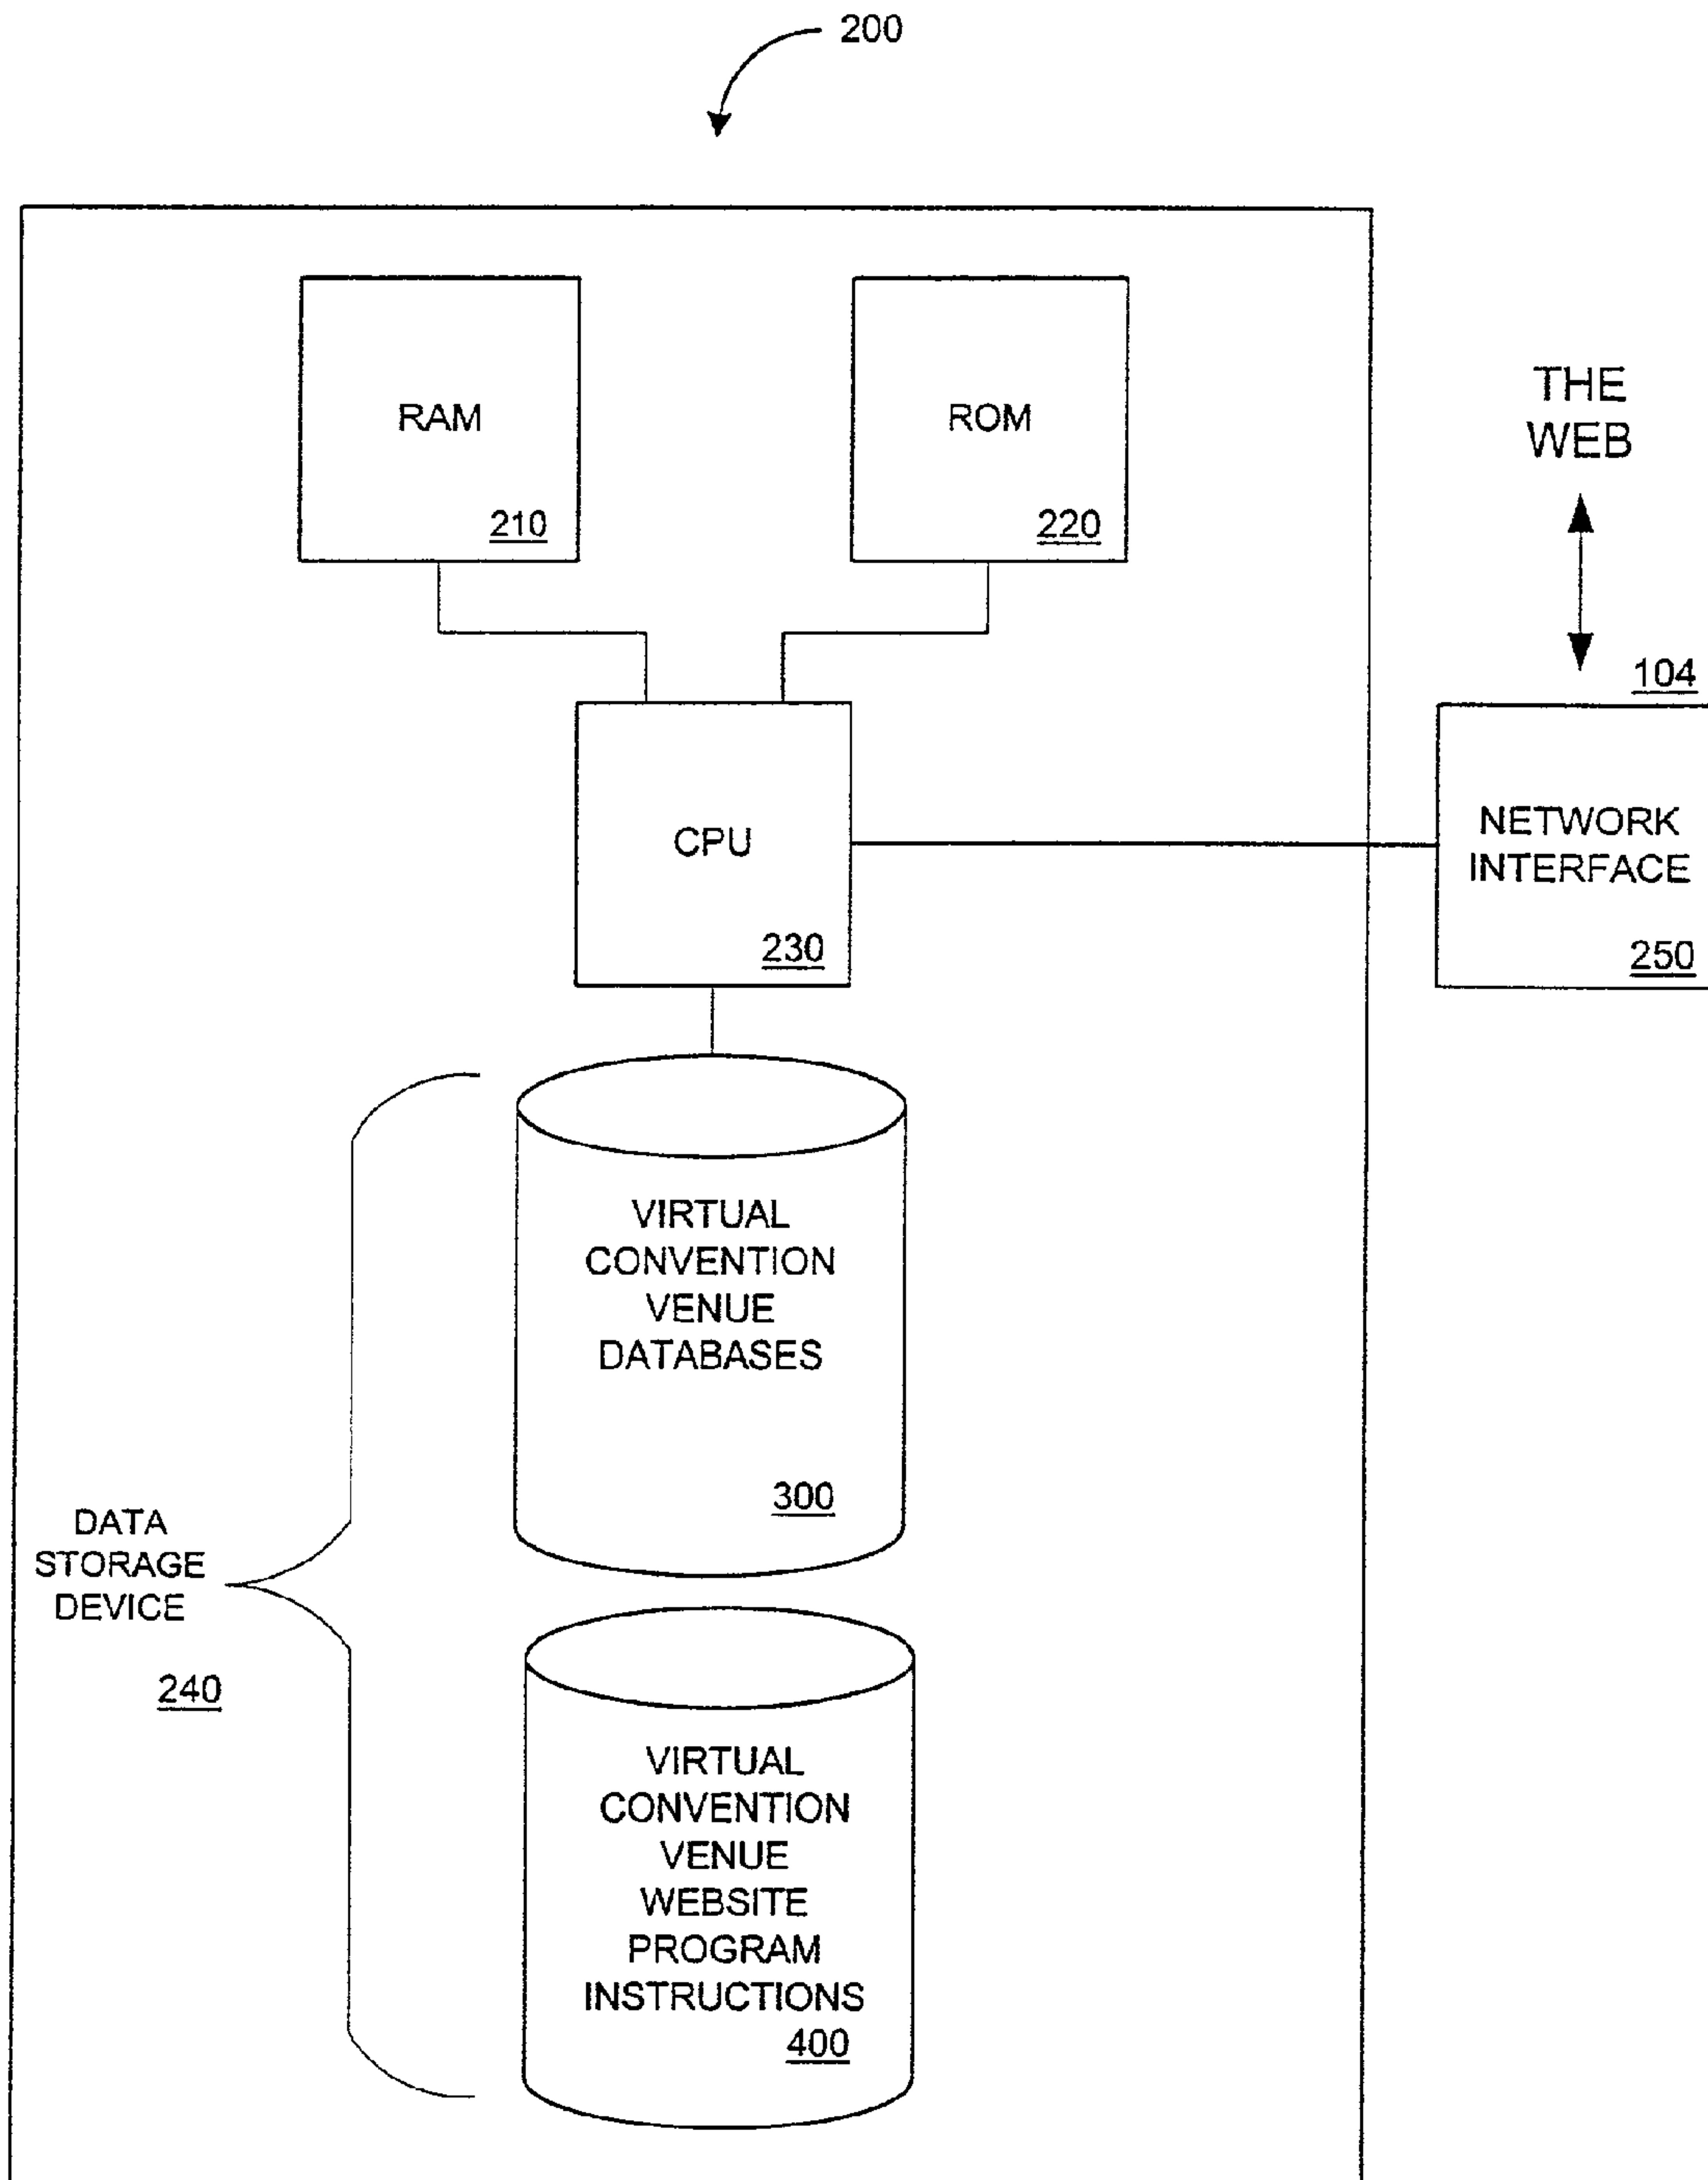 200
RAM
210
ROM
220
THE
WEB
104
CPU
230
NETWORK
INTERFACE
250
VIRTUAL
CONVENTION
VENUE
DATABASES
300
DATA
STORAGE
DEVICE
240
VIRTUAL
CONVENTION
VENUE
WEBSITE
PROGRAM
INSTRUCTIONS
400